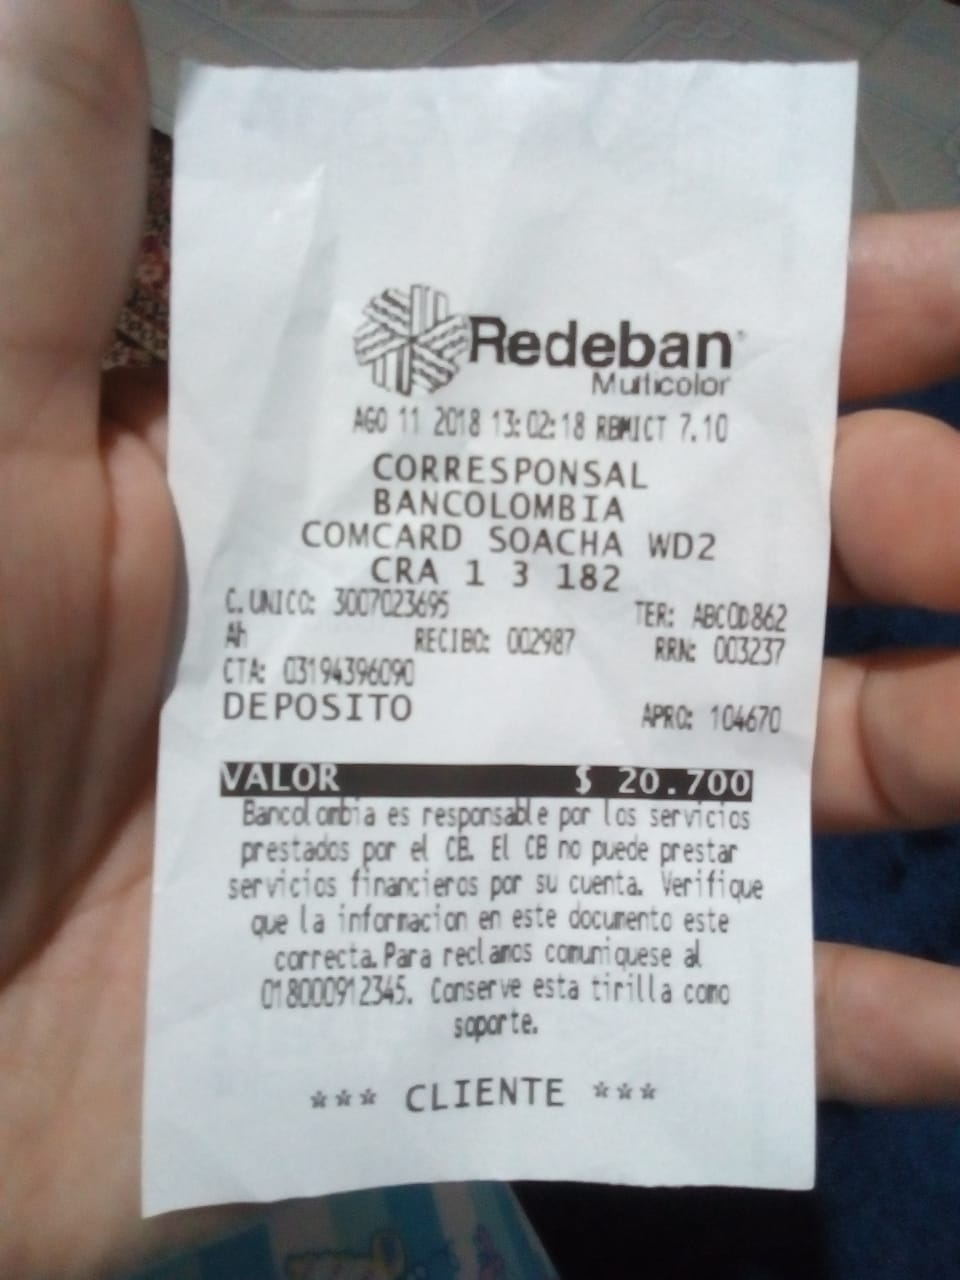 Redeban
Multicolor
AGO 11 2018 13:02:18 RBMICT 7.10
CORRESPONSAL
BANCOLOMBIA
COMCARD SOACHA WD2
CRA 1 3 182
C. UNICO: 3007023695 TER: ABCOD862
Ah RECIBO: 002987 RRN: 003237
CTA: 03194396090
DEPOSITO APRO: 104670
VALOR $ 20.700
Bancolombia es responsable por los servicios
prestados por el CB. El CB no puede prestar
servicios financieros por su cuenta. Verifique
que la informacion en este documento este
correcta. Para reclamos comuniquese al
018000912345. Conserve esta tirilla como
soporte.
*** CLIENTE ***